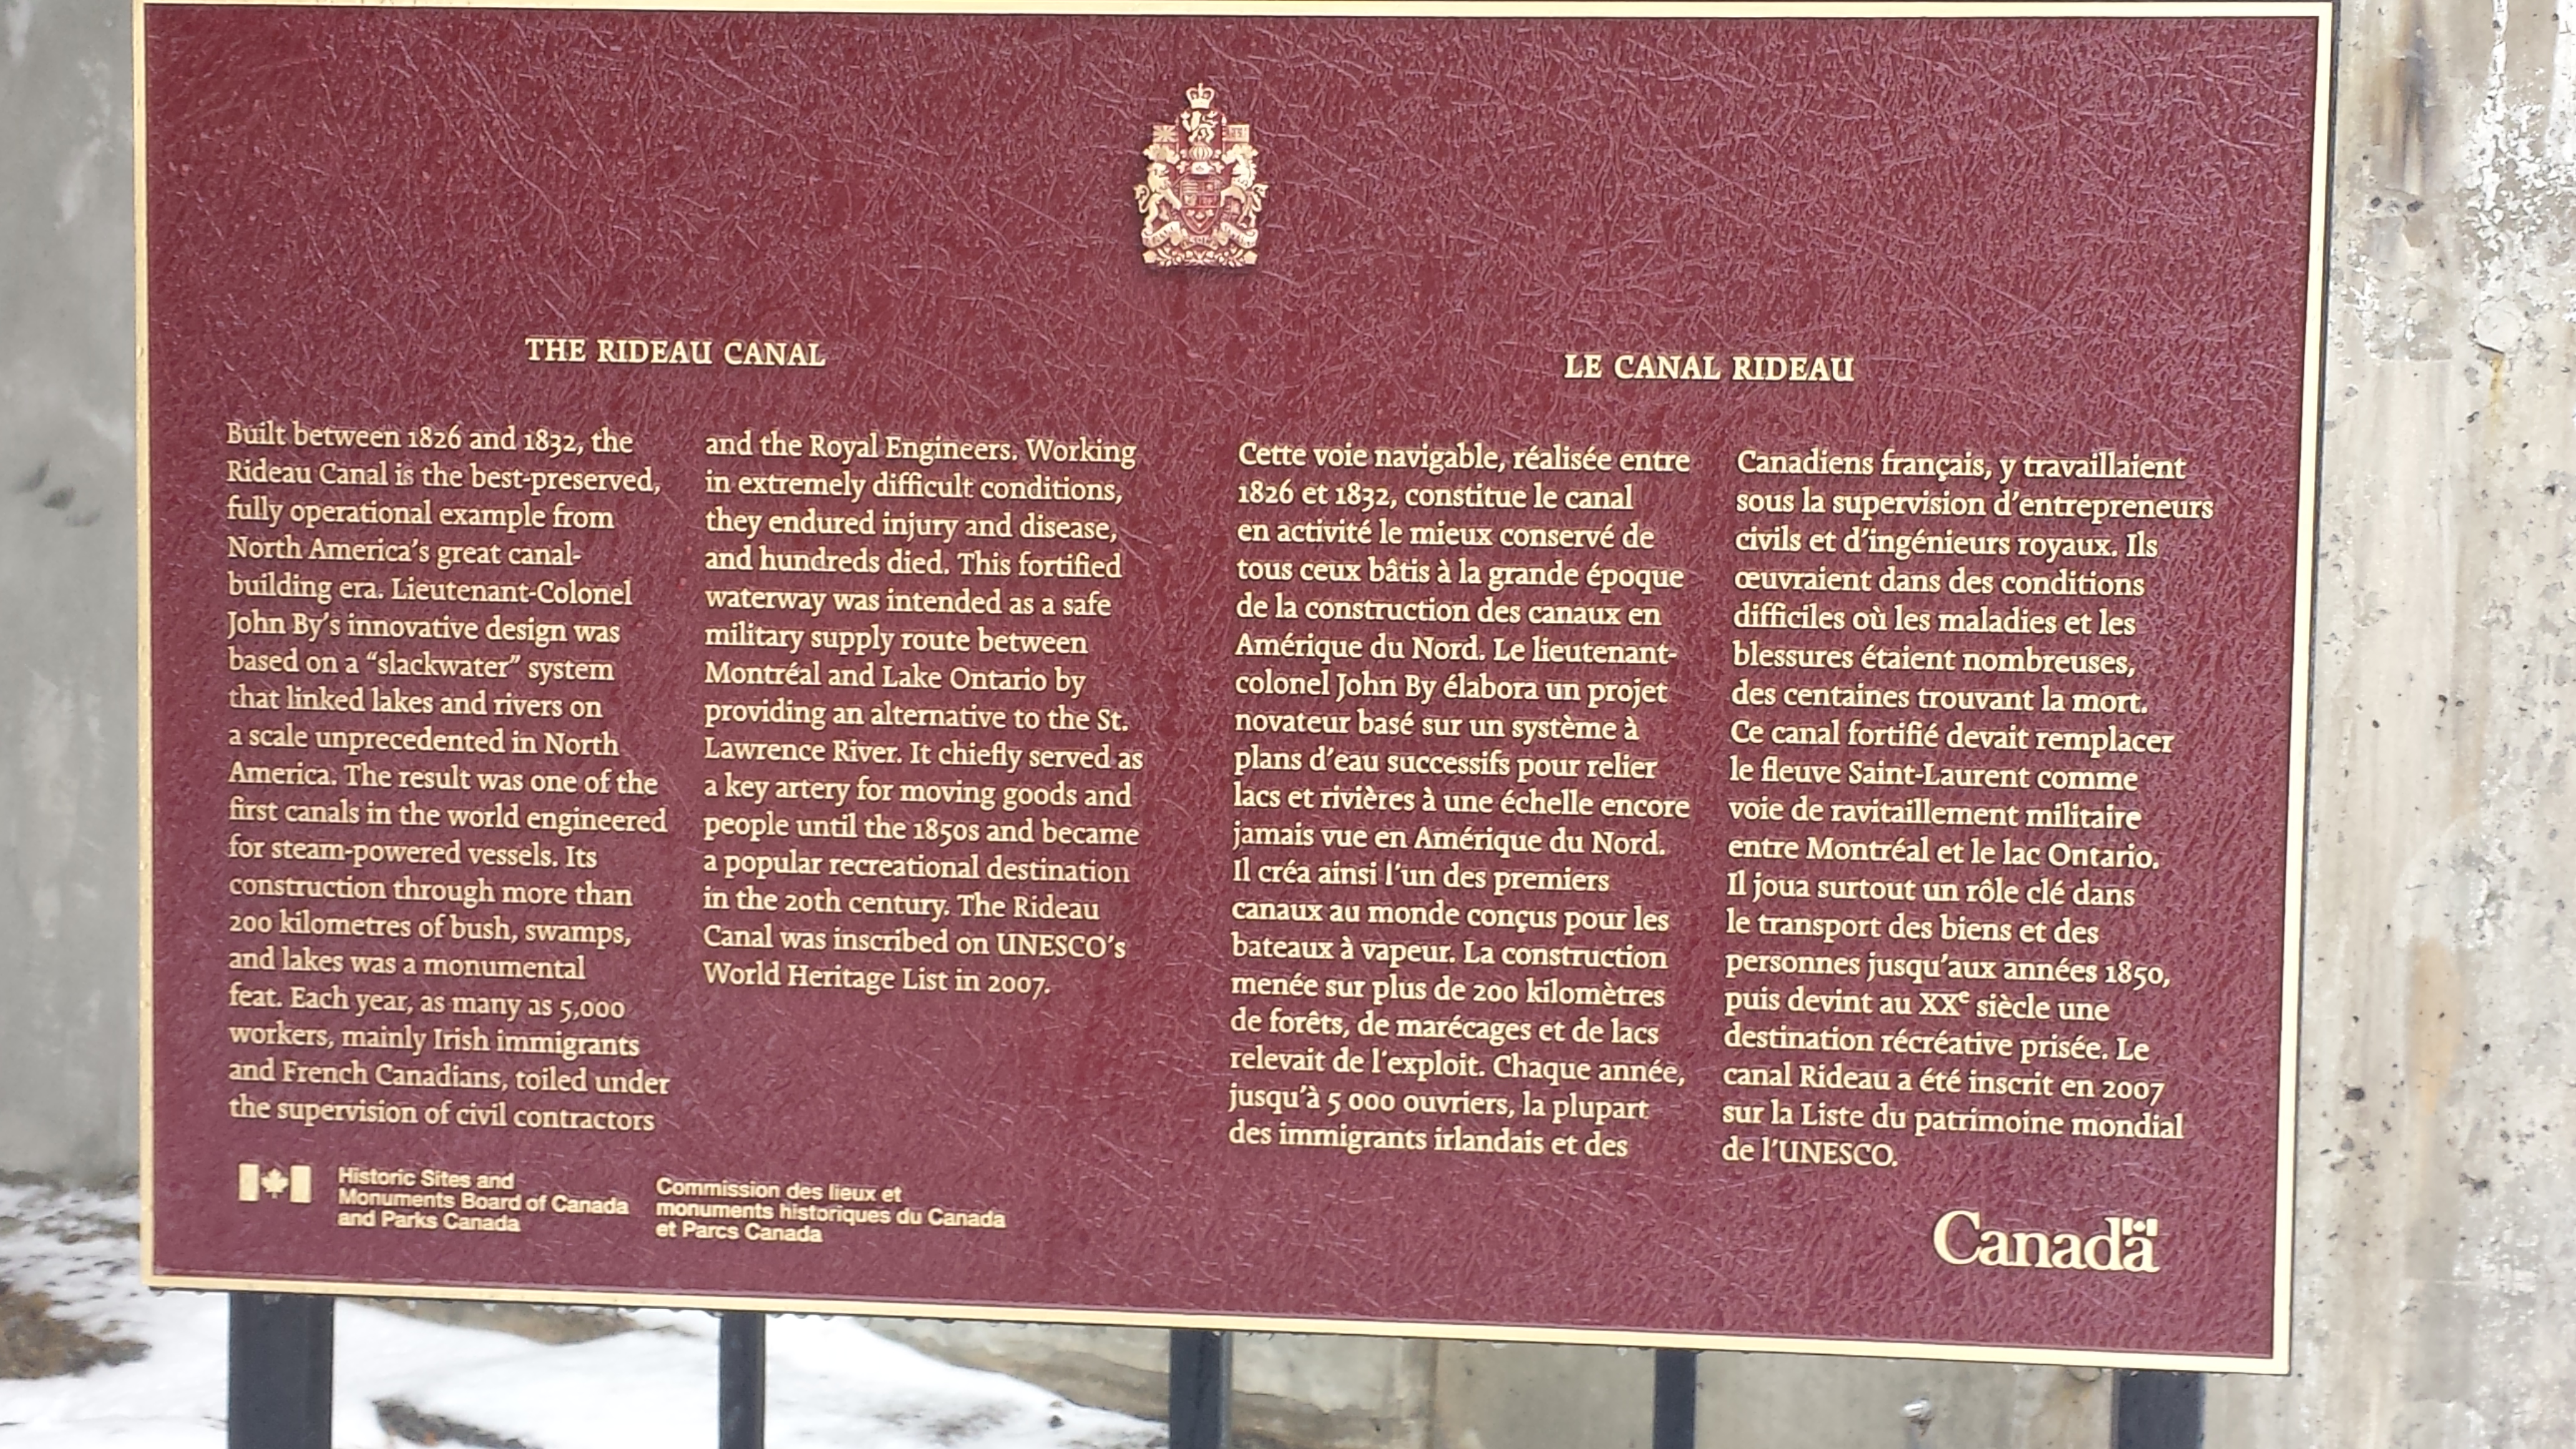 THE RIDEAU CANAL
Built between 1826 and 1832, the
Rideau Canal is the best-preserved,
fully operational example from
North America's great canal-
building era. Lieutenant-Colonel
John By's innovative design was
based on a “slackwater” system
that linked lakes and rivers on
a scale unprecedented in North
America. The result was one of the
first canals in the world engineered
for steam-powered vessels. Its
construction through more than
200 kilometres of bush, swamps,
and lakes was a monumental
feat. Each year, as many as 5,000
workers, mainly Irish immigrants
and French Canadians, toiled under
the supervision of civil contractors
and the Royal Engineers. Working
in extremely difficult conditions,
they endured injury and disease,
and hundreds died. This fortified
waterway was intended as a safe
military supply route between
Montréal and Lake Ontario by
providing an alternative to the St.
Lawrence River. It chiefly served as
a key artery for moving goods and
people until the 1850s and became
a popular recreational destination
in the 20th century. The Rideau
Canal was inscribed on UNESCO's
World Heritage List in 2007.
LE CANAL RIDEAU
Cette voie navigable, réalisée entre
1826 et 1832, constitue le canal
en activité le mieux conservé de
tous ceux bâtis à la grande époque
de la construction des canaux en
Amérique du Nord. Le lieutenant-
colonel John By élabora un projet
novateur basé sur un système à
plans d'eau successifs pour relier
lacs et rivières à une échelle encore
jamais vue en Amérique du Nord.
Il créa ainsi l'un des premiers
canaux au monde conçus pour les
bateaux à vapeur. La construction
menée sur plus de 200 kilomètres
de forêts, de marécages et de lacs
relevait de l'exploit. Chaque année,
jusqu'à 5 000 ouvriers, la plupart
des immigrants irlandais et des
Canadiens français, y travaillaient
sous la supervision d'entrepreneurs
civils et d'ingénieurs royaux. Ils
œuvraient dans des conditions
difficiles où les maladies et les
blessures étaient nombreuses,
des centaines trouvant la mort.
Ce canal fortifié devait remplacer
le fleuve Saint-Laurent comme
voie de ravitaillement militaire
entre Montréal et le lac Ontario.
Il joua surtout un rôle clé dans
le transport des biens et des
personnes jusqu'aux années 1850,
puis devint au XXe siècle une
destination récréative prisée. Le
canal Rideau a été inscrit en 2007
sur la Liste du patrimoine mondial
de l'UNESCO.
Historic Sites and
Monuments Board of Canada
and Parks Canada
Commission des lieux et
monuments historiques du Canada
et Parcs Canada
Canada